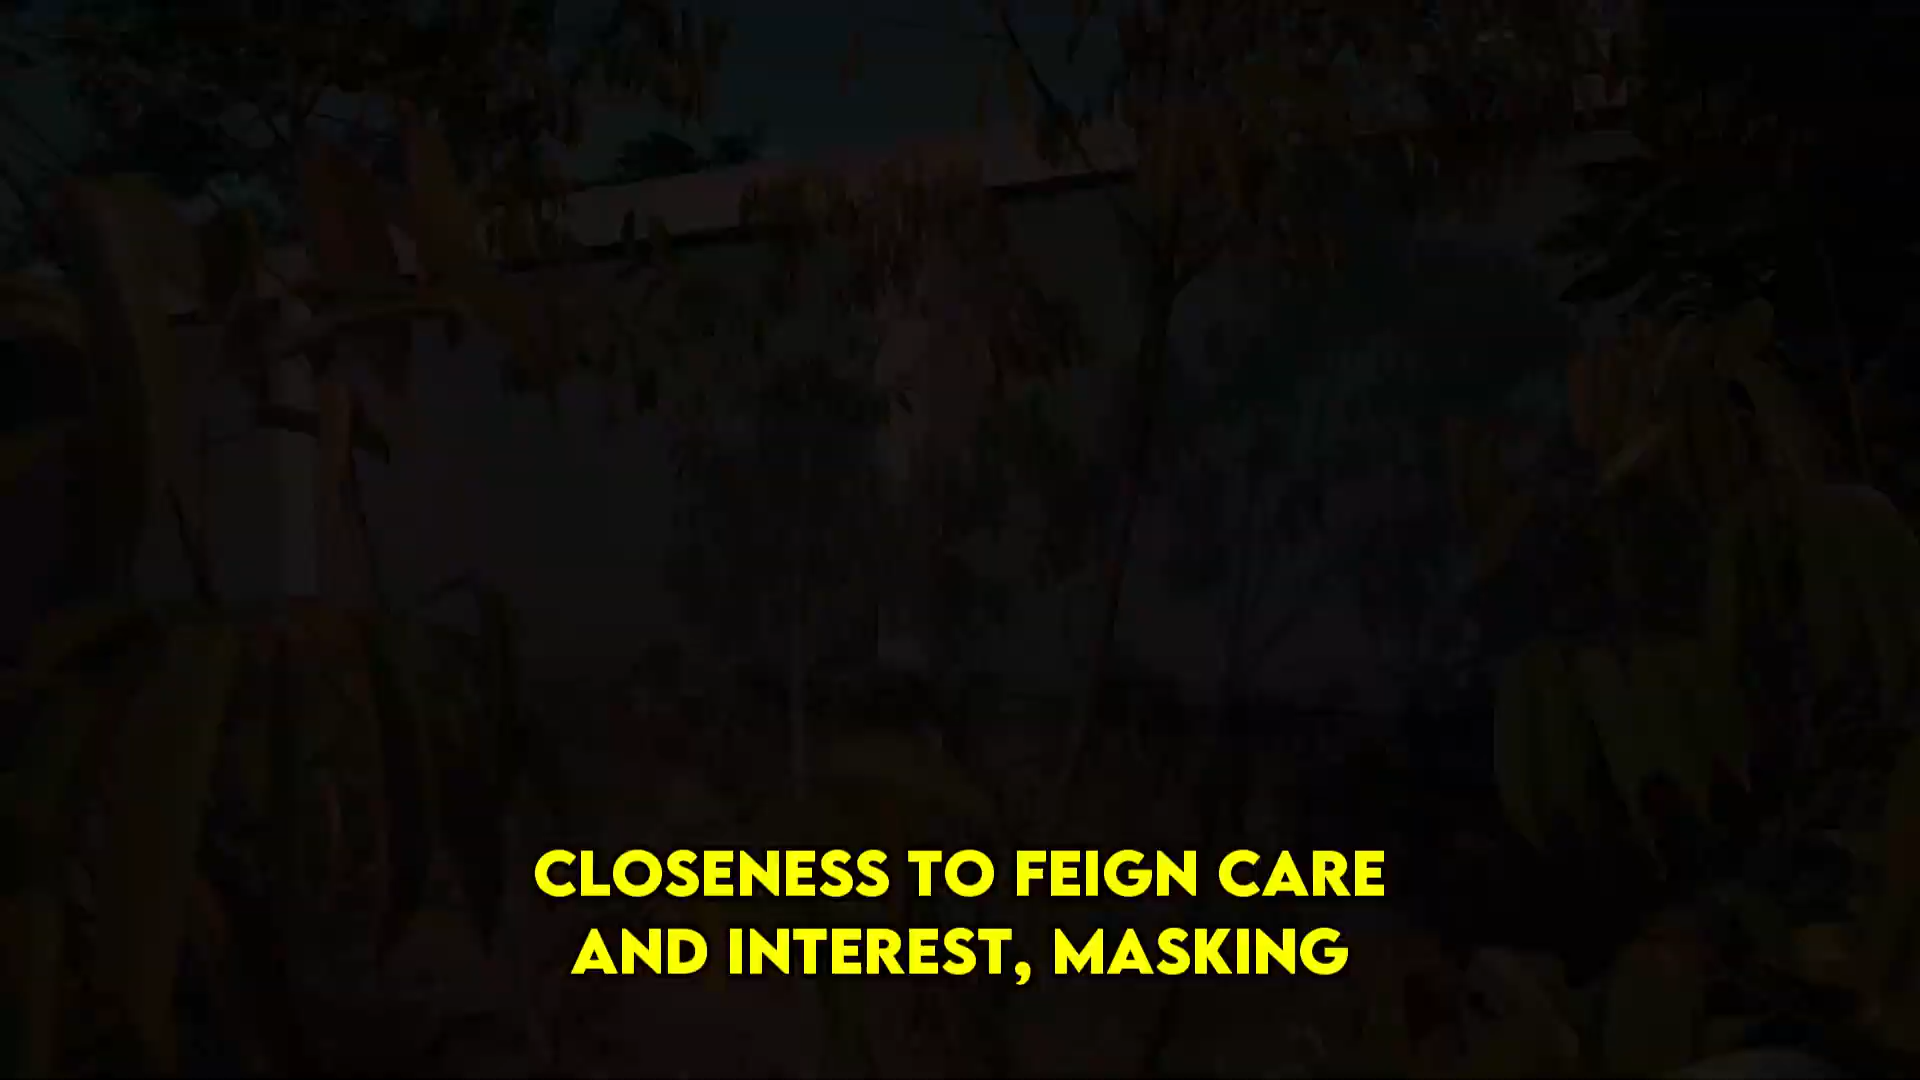 CLOSENESS TO FEIGN CARE
AND INTEREST, MASKING